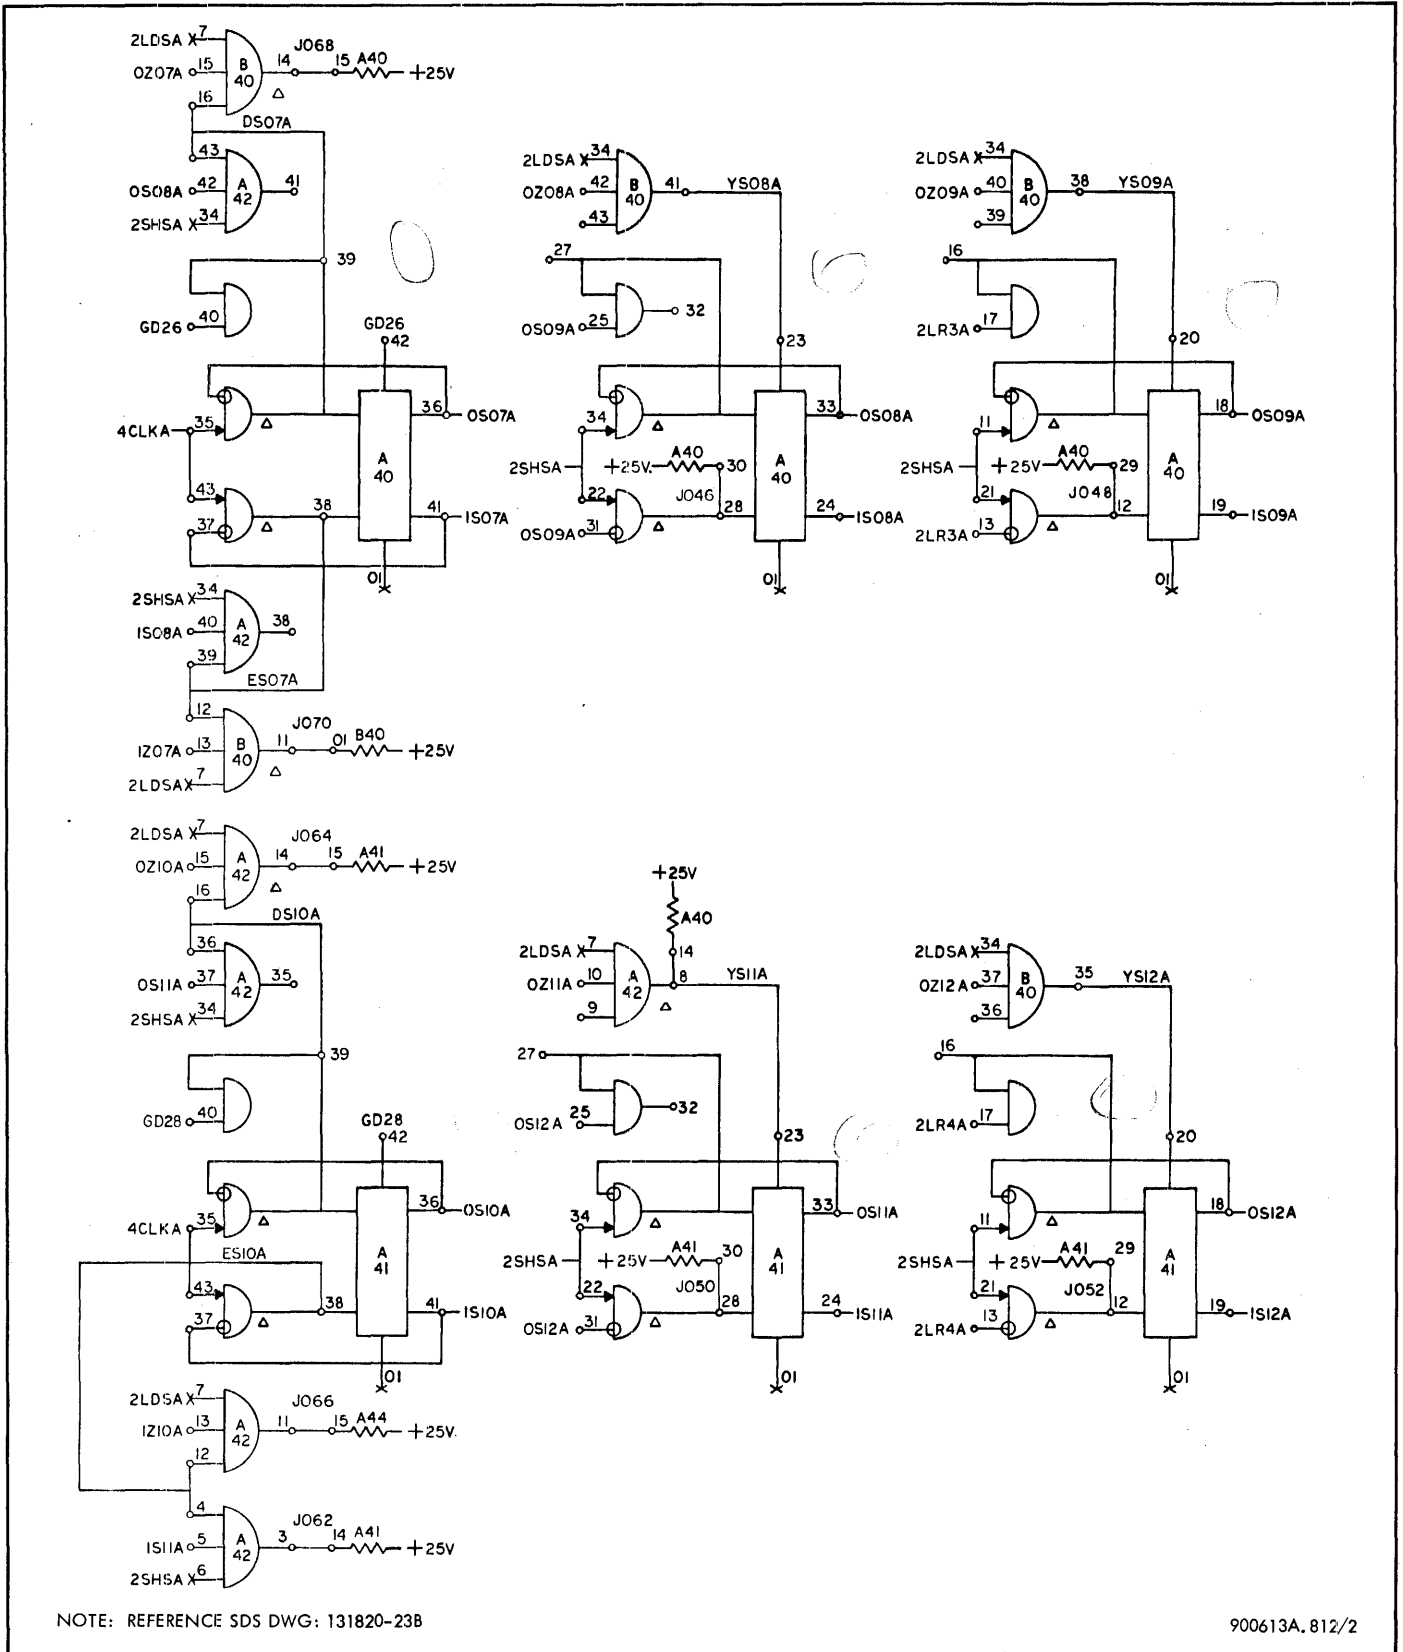 2LDSA X 7
OZ07A 15
16
B 40
14 J068 15 A40 +25V
Δ
DS07A
43
OS08A 42
2SHSA X 34
A 42
41
39
GD26 40
GD26
42
4CLKA 35
43
37
Δ
Δ
38
A 40
36 OS07A
41 1S07A
01
2SHSA X 34
1S08A 40
39
A 42
38
ES07A
12
1Z07A 13
2LDSA X 7
B 40
11 J070 01 B40 +25V
Δ
2LDSA X 34
OZ08A 42
43
B 40
41 YS08A
27
OS09A 25
32
23
34
2SHSA
22
OS09A 31
Δ
Δ
+25V A40 30
J046
28
A 40
33 OS08A
24 1S08A
01
2LDSA X 34
OZ09A 40
39
B 40
38 YS09A
16
2LR3A 17
20
11
2SHSA
21
2LR3A 13
Δ
Δ
+25V A40 29
J048
12
A 40
18 OS09A
19 1S09A
01
2LDSA X 7
OZ10A 15
16
A 42
14 J064 15 A41 +25V
Δ
DS10A
36
OS11A 37
2SHSA X 34
A 42
35
39
GD28 40
GD28
42
4CLKA 35
ES10A
43
37
Δ
Δ
38
A 41
36 OS10A
41 1S10A
01
2LDSA X 7
1Z10A 13
12
A 42
11 J066 15 A44 +25V.
4
1S11A 5
2SHSA X 6
A 42
3 J062 14 A41 +25V
+25V
A40
14
2LDSA X 7
OZ11A 10
9
A 42
8 YS11A
Δ
27
OS12A 25
32
23
34
2SHSA
22
OS12A 31
Δ
Δ
+25V A41 30
J050
28
A 41
33 OS11A
24 1S11A
01
2LDSA X 34
OZ12A 37
36
B 40
35 YS12A
16
2LR4A 17
20
11
2SHSA
21
2LR4A 13
Δ
Δ
+25V A41 29
J052
12
A 41
18 OS12A
19 1S12A
01
NOTE: REFERENCE SDS DWG: 131820-23B
900613A.812/2